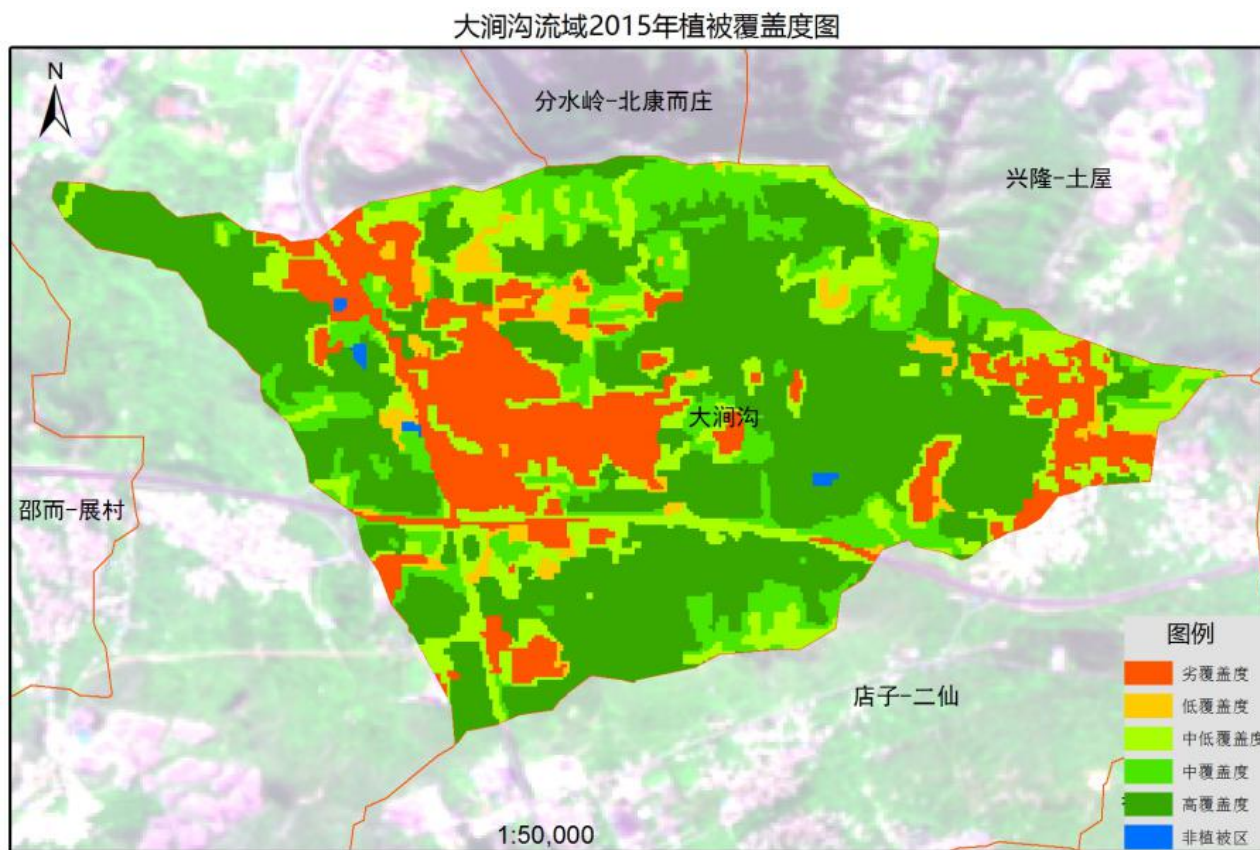 大涧沟流域2015年植被覆盖度图
N
分水岭-北康而庄
兴隆-土屋
大涧沟
邵而-展村
店子-二仙
图例
劣覆盖度
低覆盖度
中低覆盖度
中覆盖度
高覆盖度
非植被区
1:50,000